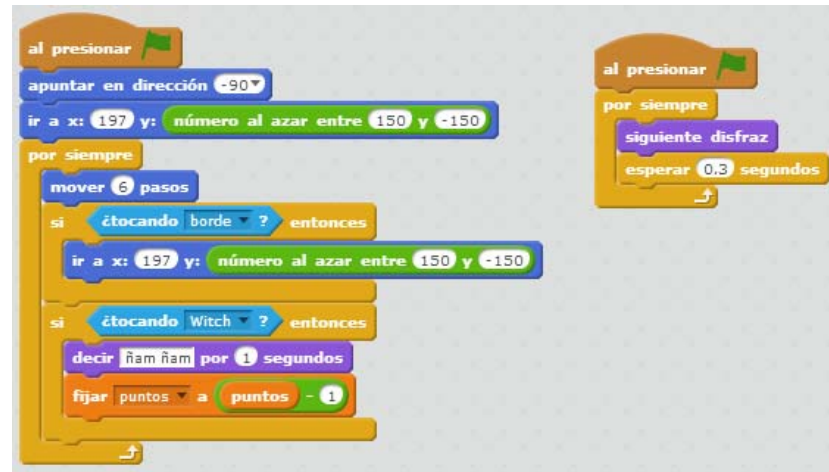 al presionar
apuntar en dirección -90
ir a x: 197 y: número al azar entre 150 y -150
por siempre
mover 6 pasos
si ¿tocando borde ? entonces
ir a x: 197 y: número al azar entre 150 y -150
si ¿tocando Witch ? entonces
decir ñam ñam por 1 segundos
fijar puntos a puntos - 1
al presionar
por siempre
siguiente disfraz
esperar 0.3 segundos